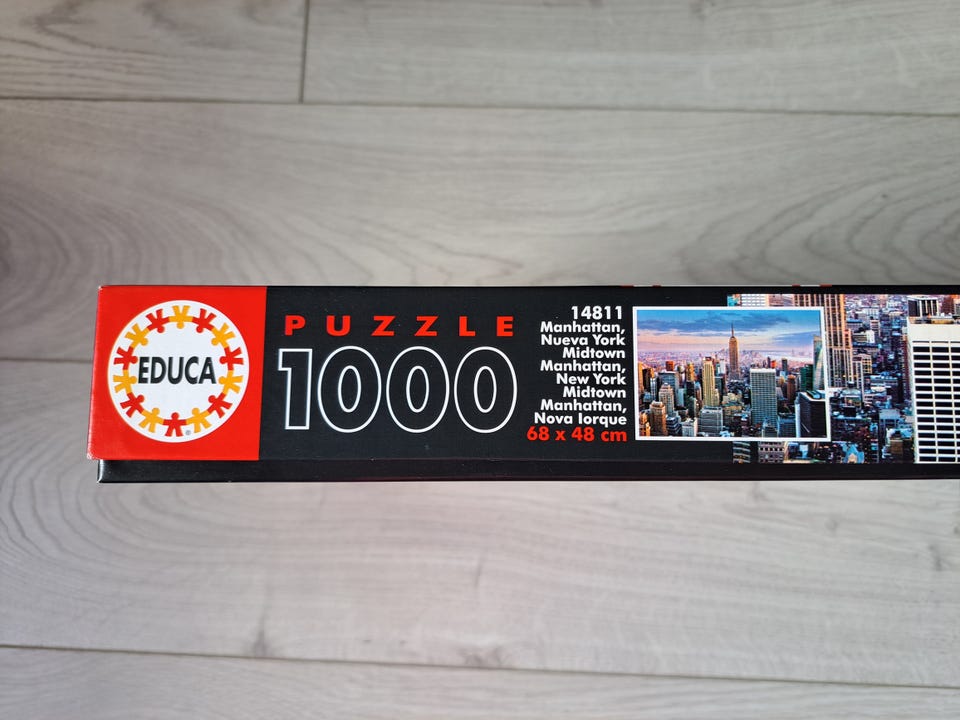 EDUCA
PUZZLE
1000
14811
Manhattan,
Nueva York
Midtown
Manhattan,
New York
Midtown
Manhattan,
Nova Iorque
68 x 48 cm